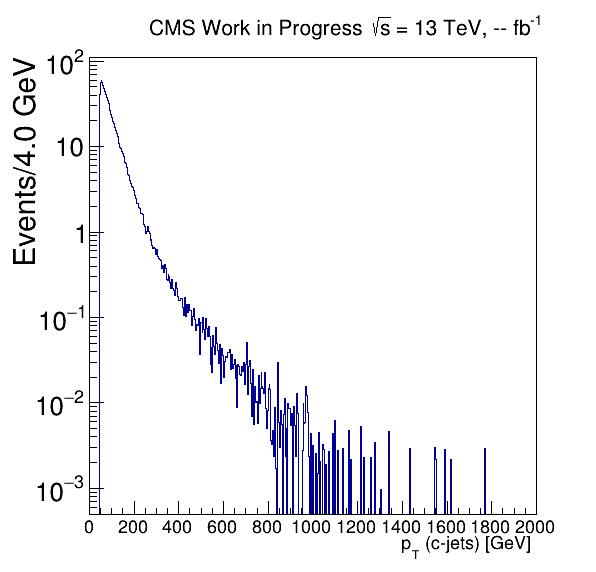 CMS Work in Progress √s = 13 TeV, -- fb⁻¹
Events/4.0 GeV
10²
10
1
10⁻¹
10⁻²
10⁻³
0 200 400 600 800 1000 1200 1400 1600 1800 2000
p_T (c-jets) [GeV]